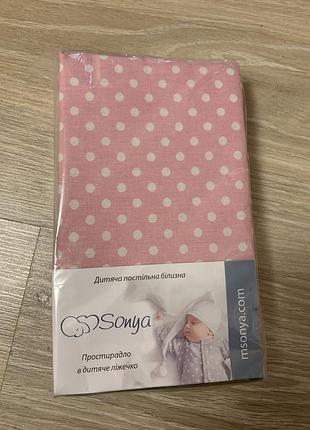 Дитяча постільна білизна
Sonya
Простирадло
в дитяче ліжечко
msonya.com